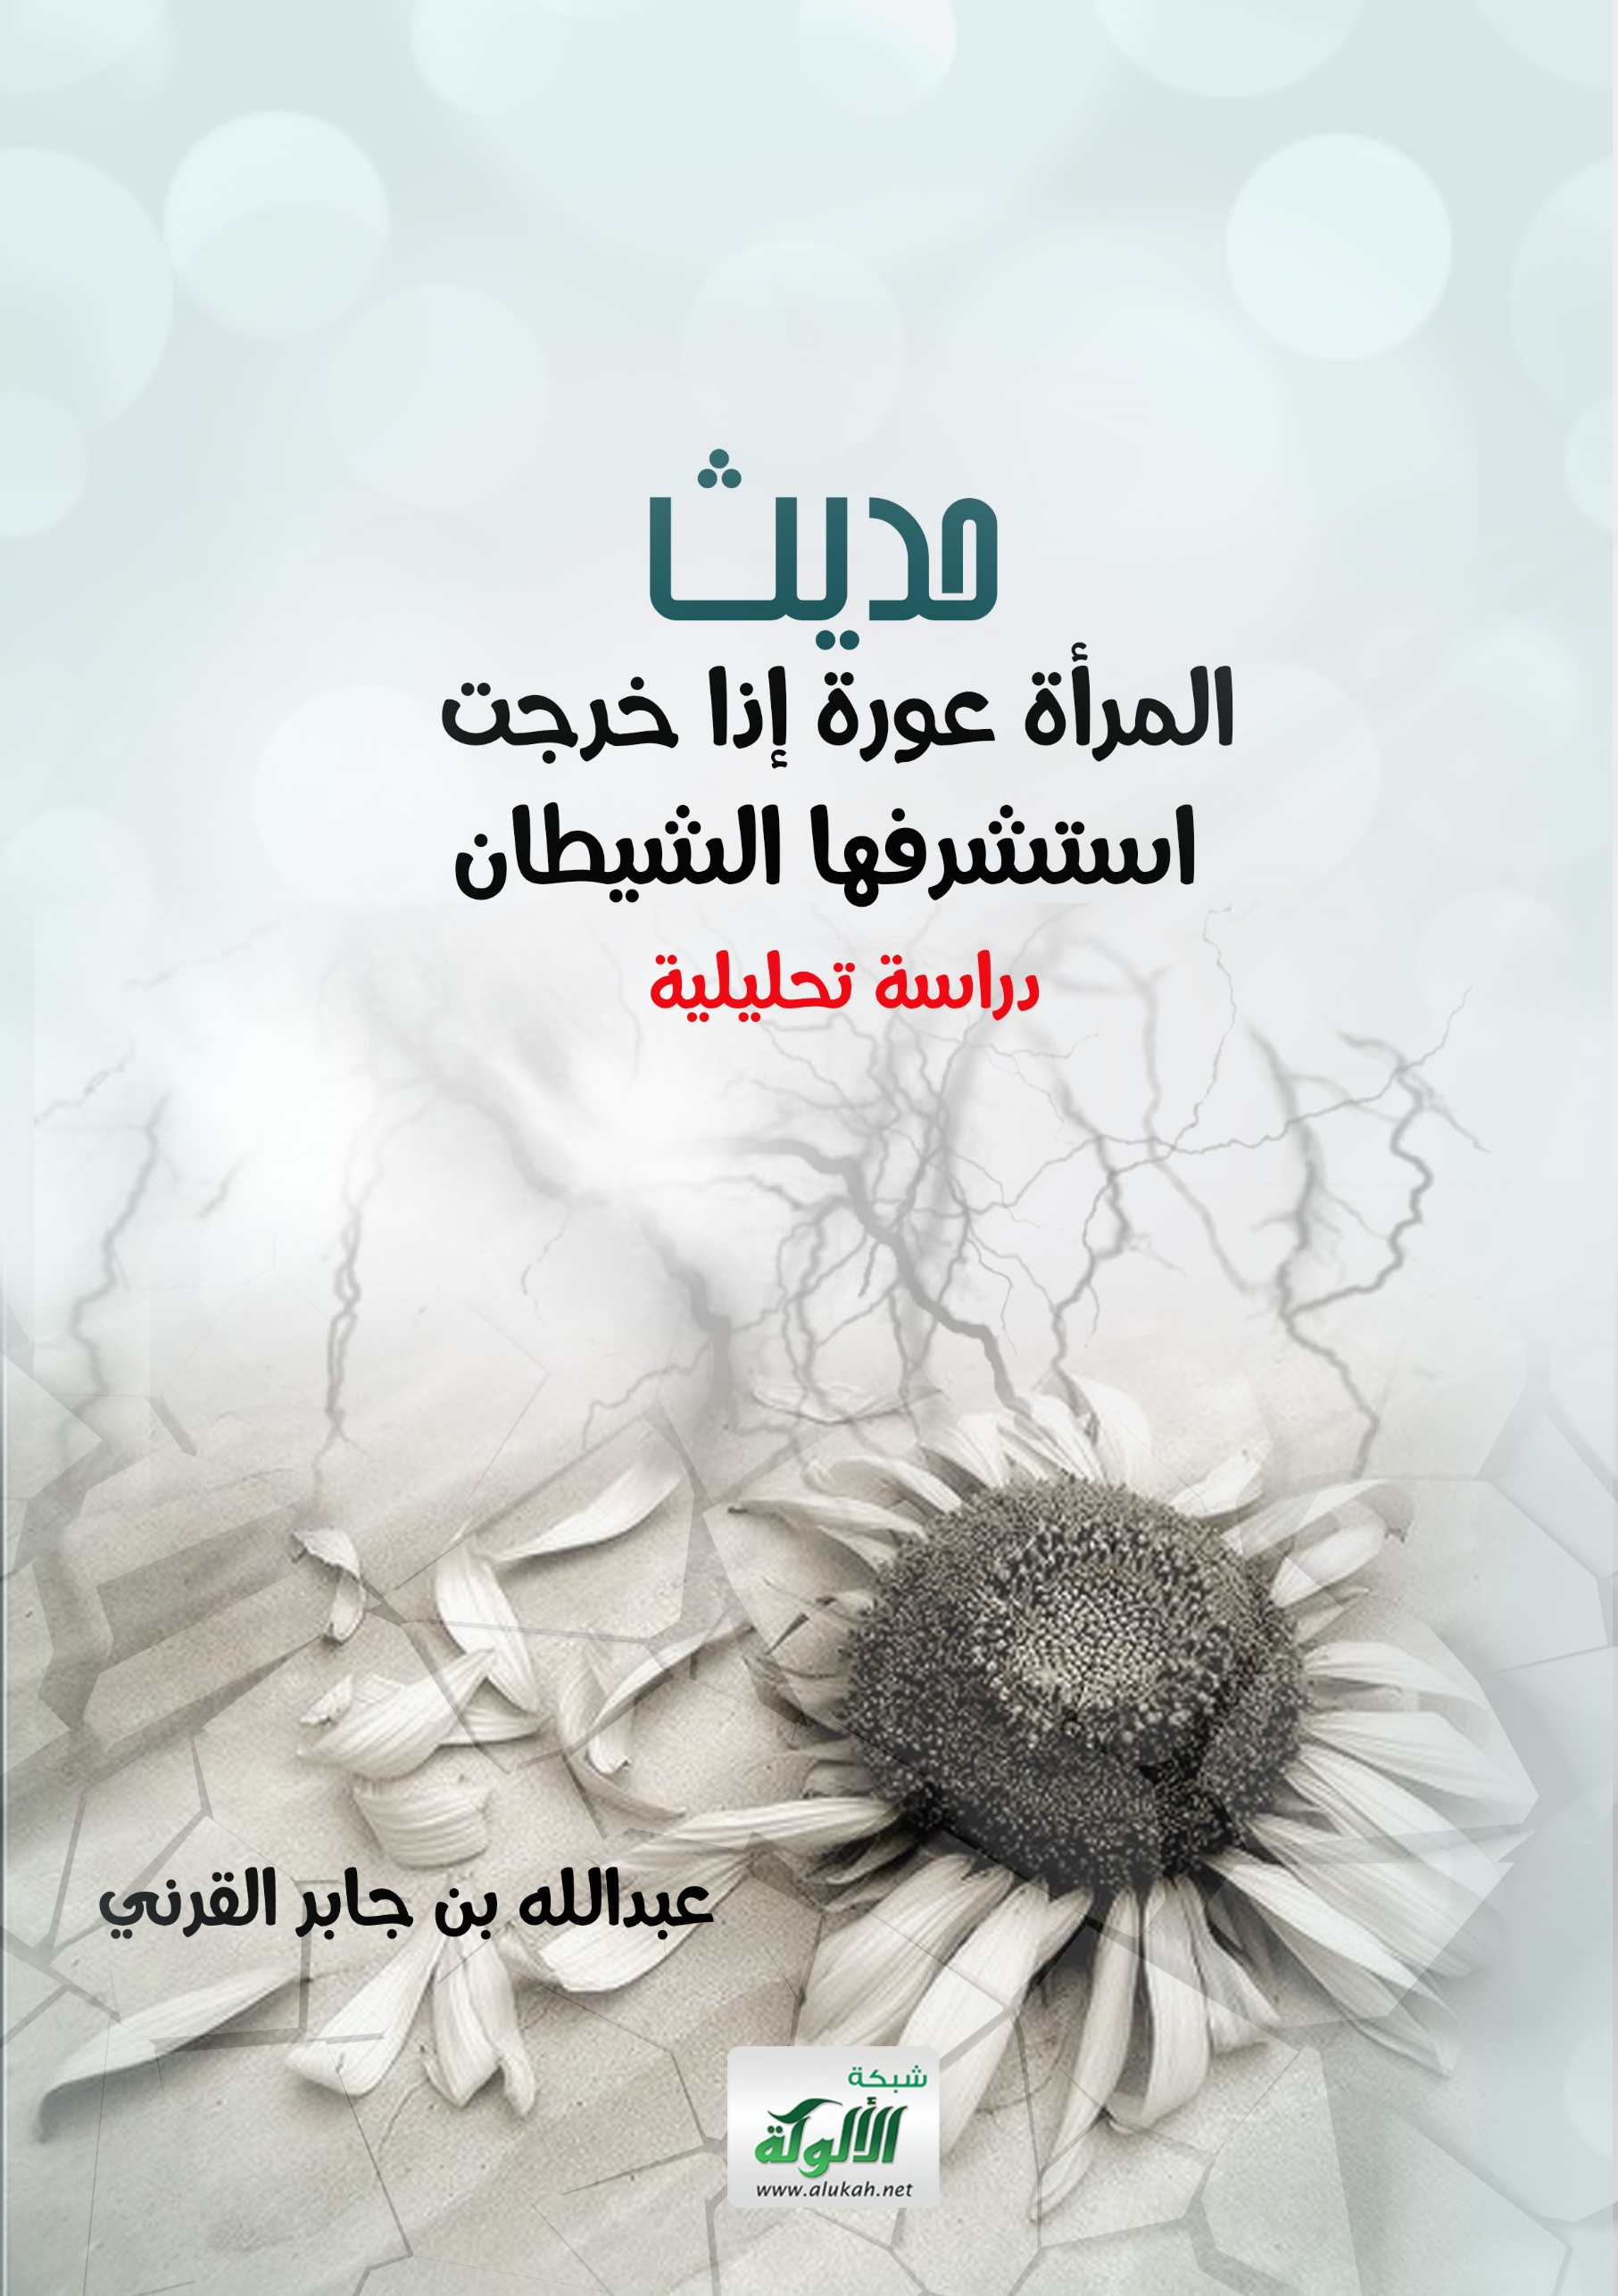 حديث
المرأة عورة إذا خرجت
استشرفها الشيطان
دراسة تحليلية
عبدالله بن جابر القرني
شبكة
الألوكة
www.alukah.net